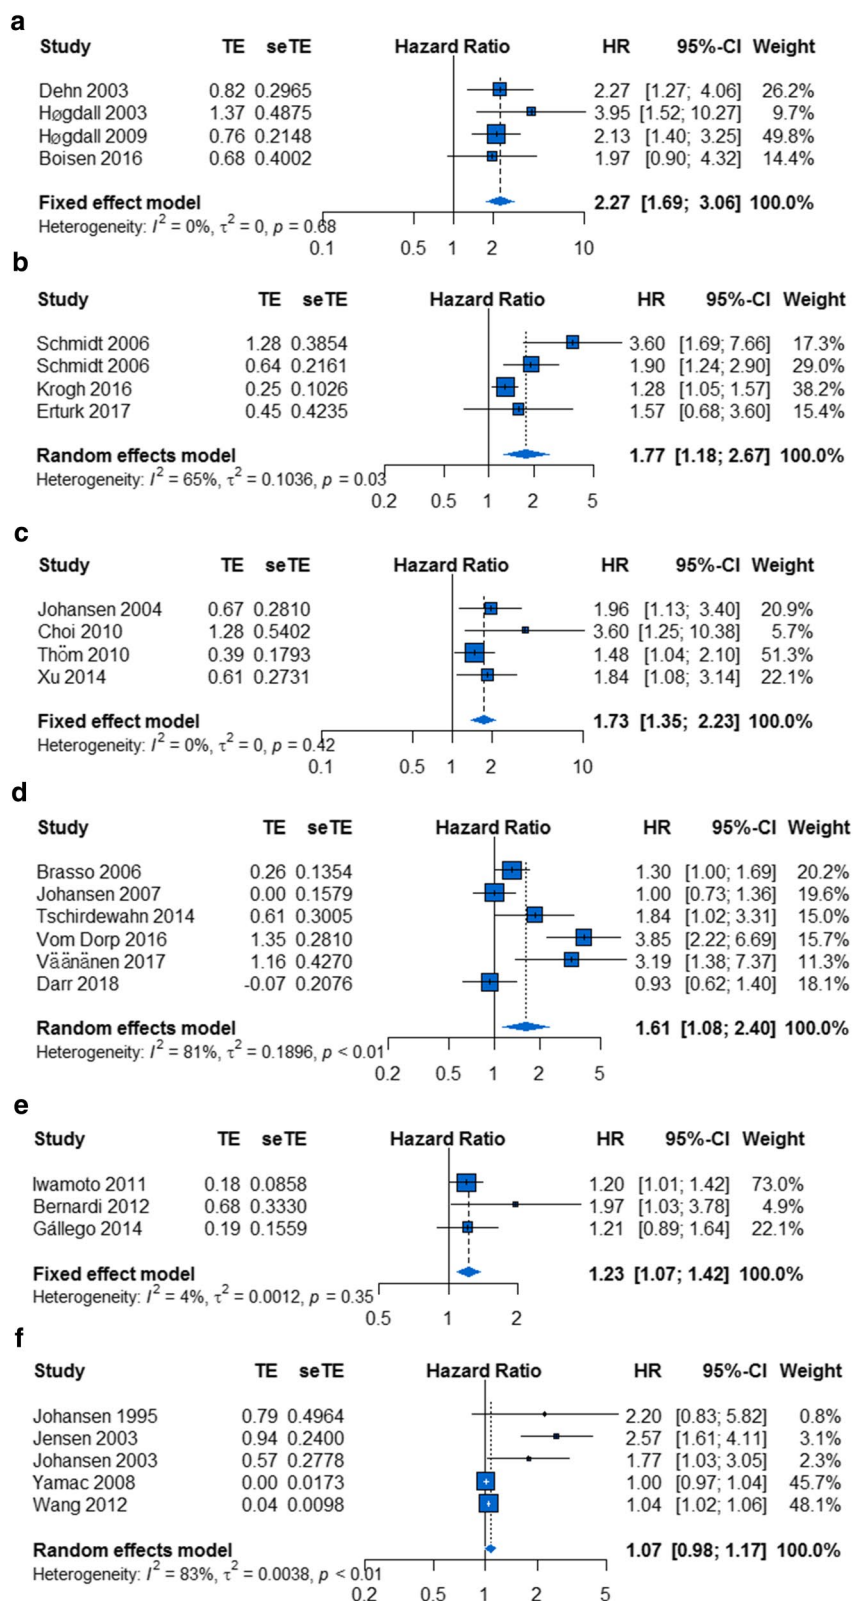 a
Study TE seTE Hazard Ratio HR 95%-CI Weight
Dehn 2003 0.82 0.2965 2.27 [1.27; 4.06] 26.2%
Høgdall 2003 1.37 0.4875 3.95 [1.52; 10.27] 9.7%
Høgdall 2009 0.76 0.2148 2.13 [1.40; 3.25] 49.8%
Boisen 2016 0.68 0.4002 1.97 [0.90; 4.32] 14.4%
Fixed effect model 2.27 [1.69; 3.06] 100.0%
Heterogeneity: I² = 0%, τ² = 0, p = 0.68
0.1 0.5 1 2 10
b
Study TE seTE Hazard Ratio HR 95%-CI Weight
Schmidt 2006 1.28 0.3854 3.60 [1.69; 7.66] 17.3%
Schmidt 2006 0.64 0.2161 1.90 [1.24; 2.90] 29.0%
Krogh 2016 0.25 0.1026 1.28 [1.05; 1.57] 38.2%
Erturk 2017 0.45 0.4235 1.57 [0.68; 3.60] 15.4%
Random effects model 1.77 [1.18; 2.67] 100.0%
Heterogeneity: I² = 65%, τ² = 0.1036, p = 0.03
0.2 0.5 1 2 5
c
Study TE seTE Hazard Ratio HR 95%-CI Weight
Johansen 2004 0.67 0.2810 1.96 [1.13; 3.40] 20.9%
Choi 2010 1.28 0.5402 3.60 [1.25; 10.38] 5.7%
Thöm 2010 0.39 0.1793 1.48 [1.04; 2.10] 51.3%
Xu 2014 0.61 0.2731 1.84 [1.08; 3.14] 22.1%
Fixed effect model 1.73 [1.35; 2.23] 100.0%
Heterogeneity: I² = 0%, τ² = 0, p = 0.42
0.1 0.5 1 2 10
d
Study TE seTE Hazard Ratio HR 95%-CI Weight
Brasso 2006 0.26 0.1354 1.30 [1.00; 1.69] 20.2%
Johansen 2007 0.00 0.1579 1.00 [0.73; 1.36] 19.6%
Tschirdewahn 2014 0.61 0.3005 1.84 [1.02; 3.31] 15.0%
Vom Dorp 2016 1.35 0.2810 3.85 [2.22; 6.69] 15.7%
Väänänen 2017 1.16 0.4270 3.19 [1.38; 7.37] 11.3%
Darr 2018 -0.07 0.2076 0.93 [0.62; 1.40] 18.1%
Random effects model 1.61 [1.08; 2.40] 100.0%
Heterogeneity: I² = 81%, τ² = 0.1896, p < 0.01
0.2 0.5 1 2 5
e
Study TE seTE Hazard Ratio HR 95%-CI Weight
Iwamoto 2011 0.18 0.0858 1.20 [1.01; 1.42] 73.0%
Bernardi 2012 0.68 0.3330 1.97 [1.03; 3.78] 4.9%
Gállego 2014 0.19 0.1559 1.21 [0.89; 1.64] 22.1%
Fixed effect model 1.23 [1.07; 1.42] 100.0%
Heterogeneity: I² = 4%, τ² = 0.0012, p = 0.35
0.5 1 2
f
Study TE seTE Hazard Ratio HR 95%-CI Weight
Johansen 1995 0.79 0.4964 2.20 [0.83; 5.82] 0.8%
Jensen 2003 0.94 0.2400 2.57 [1.61; 4.11] 3.1%
Johansen 2003 0.57 0.2778 1.77 [1.03; 3.05] 2.3%
Yamac 2008 0.00 0.0173 1.00 [0.97; 1.04] 45.7%
Wang 2012 0.04 0.0098 1.04 [1.02; 1.06] 48.1%
Random effects model 1.07 [0.98; 1.17] 100.0%
Heterogeneity: I² = 83%, τ² = 0.0038, p < 0.01
0.2 0.5 1 2 5